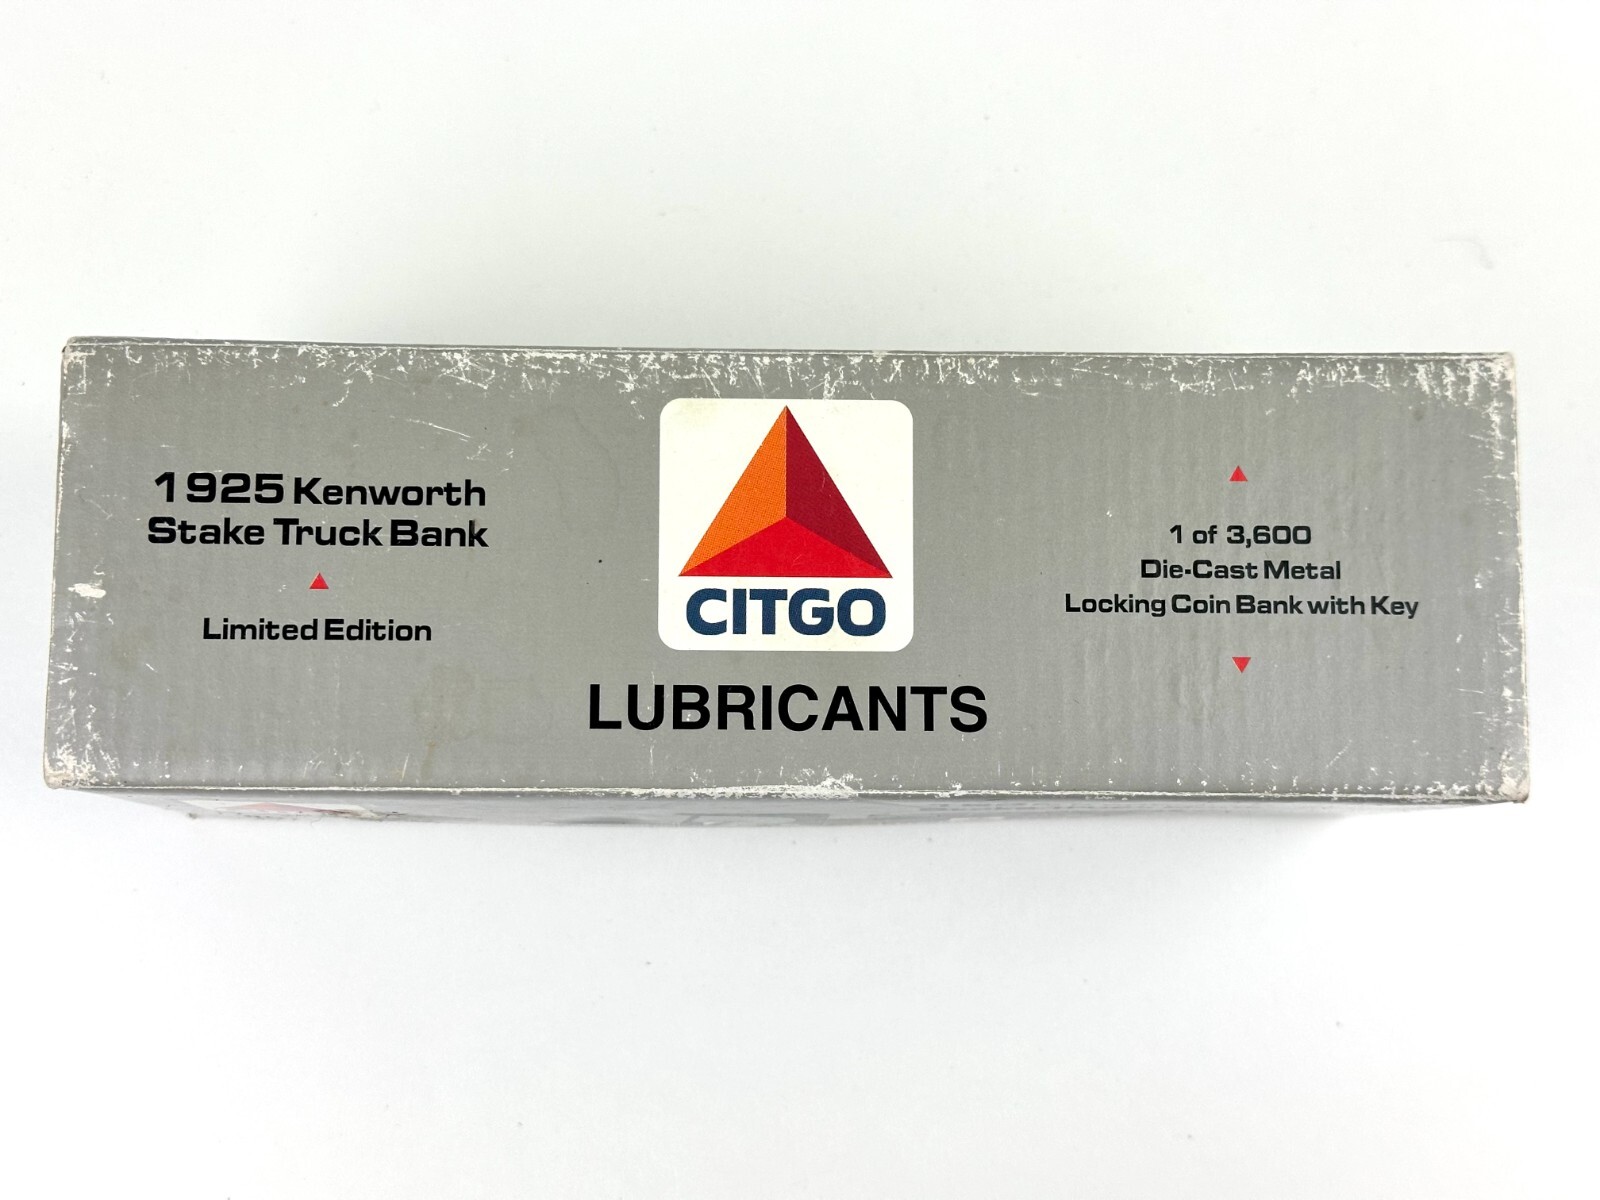 1925 Kenworth
Stake Truck Bank
Limited Edition
CITGO
LUBRICANTS
1 of 3,600
Die-Cast Metal
Locking Coin Bank with Key